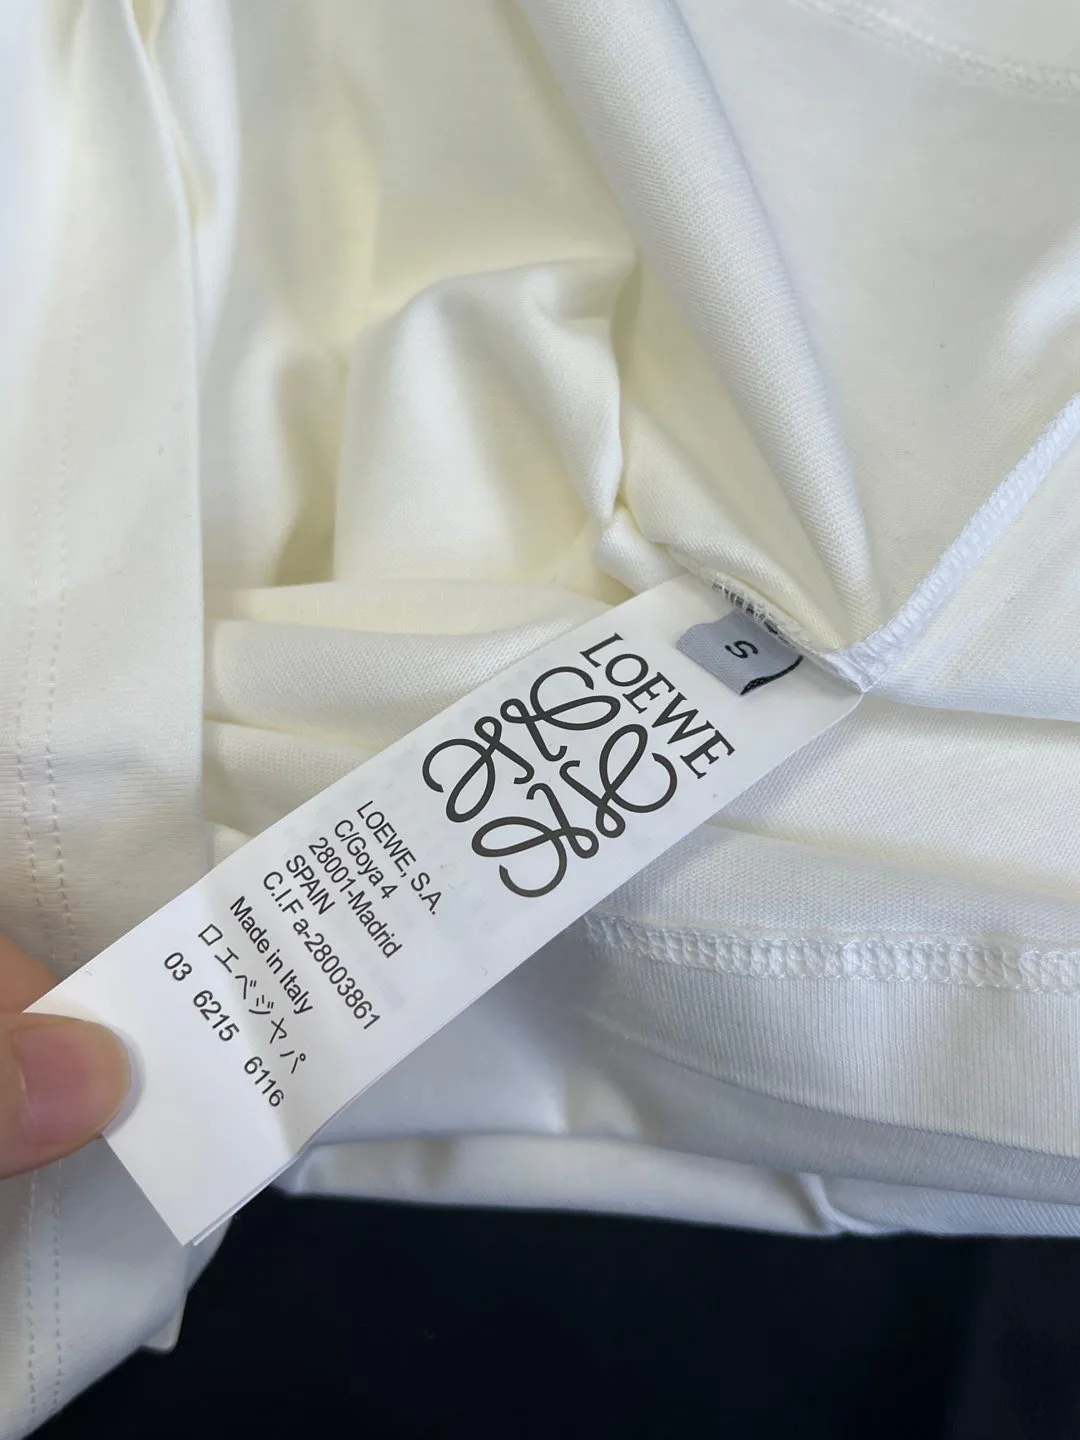 LOEWE
S
LOEWE, S.A.
C/Goya 4
28001-Madrid
SPAIN
C.I.F a-28003861
Made in Italy
ロエベジャパ
03 6215 6116